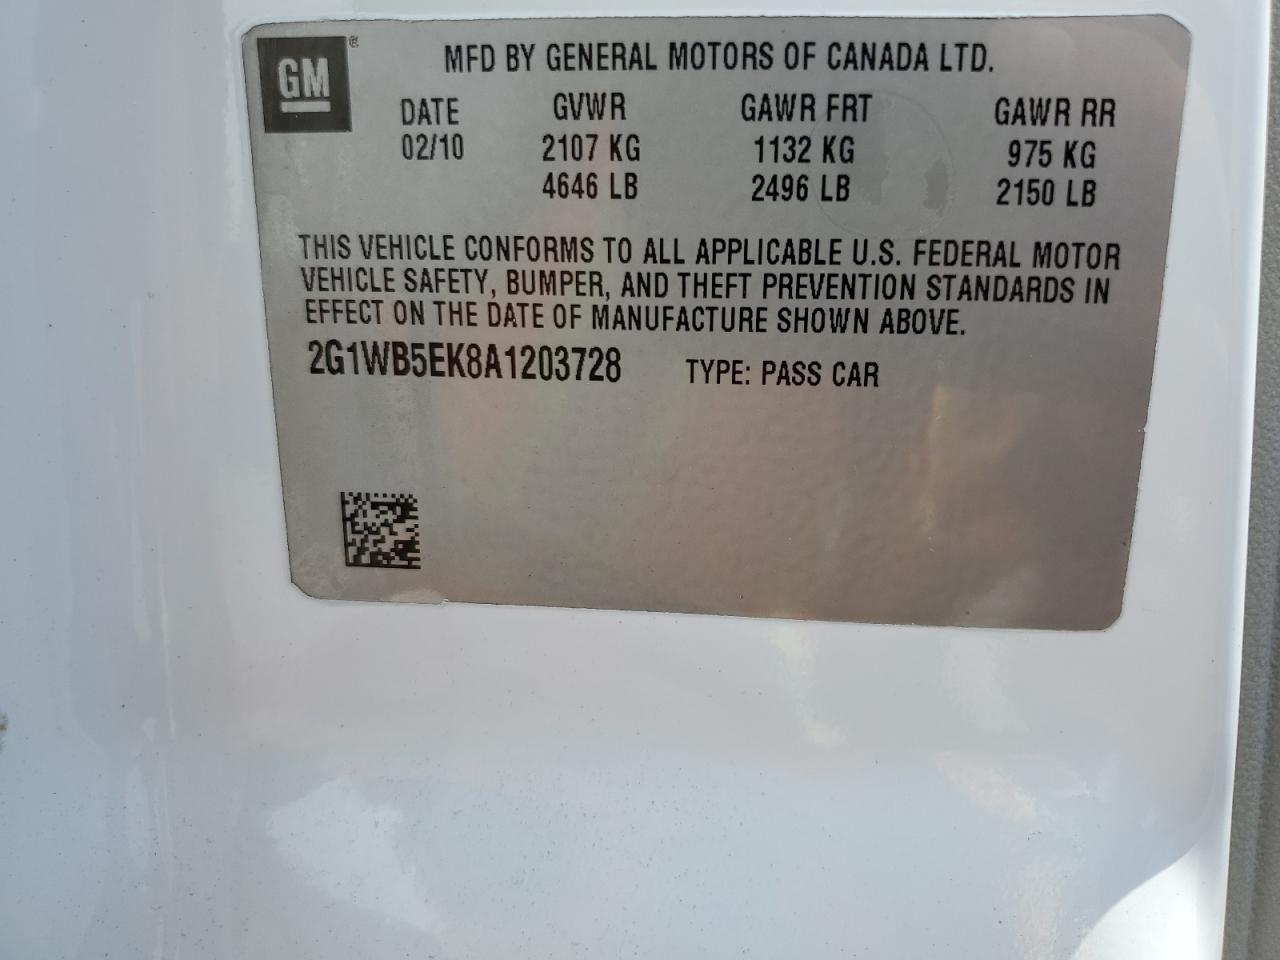 GM®
MFD BY GENERAL MOTORS OF CANADA LTD.
DATE GVWR GAWR FRT GAWR RR
02/10 2107 KG 1132 KG 975 KG
4646 LB 2496 LB 2150 LB
THIS VEHICLE CONFORMS TO ALL APPLICABLE U.S. FEDERAL MOTOR
VEHICLE SAFETY, BUMPER, AND THEFT PREVENTION STANDARDS IN
EFFECT ON THE DATE OF MANUFACTURE SHOWN ABOVE.
2G1WB5EK8A1203728 TYPE: PASS CAR